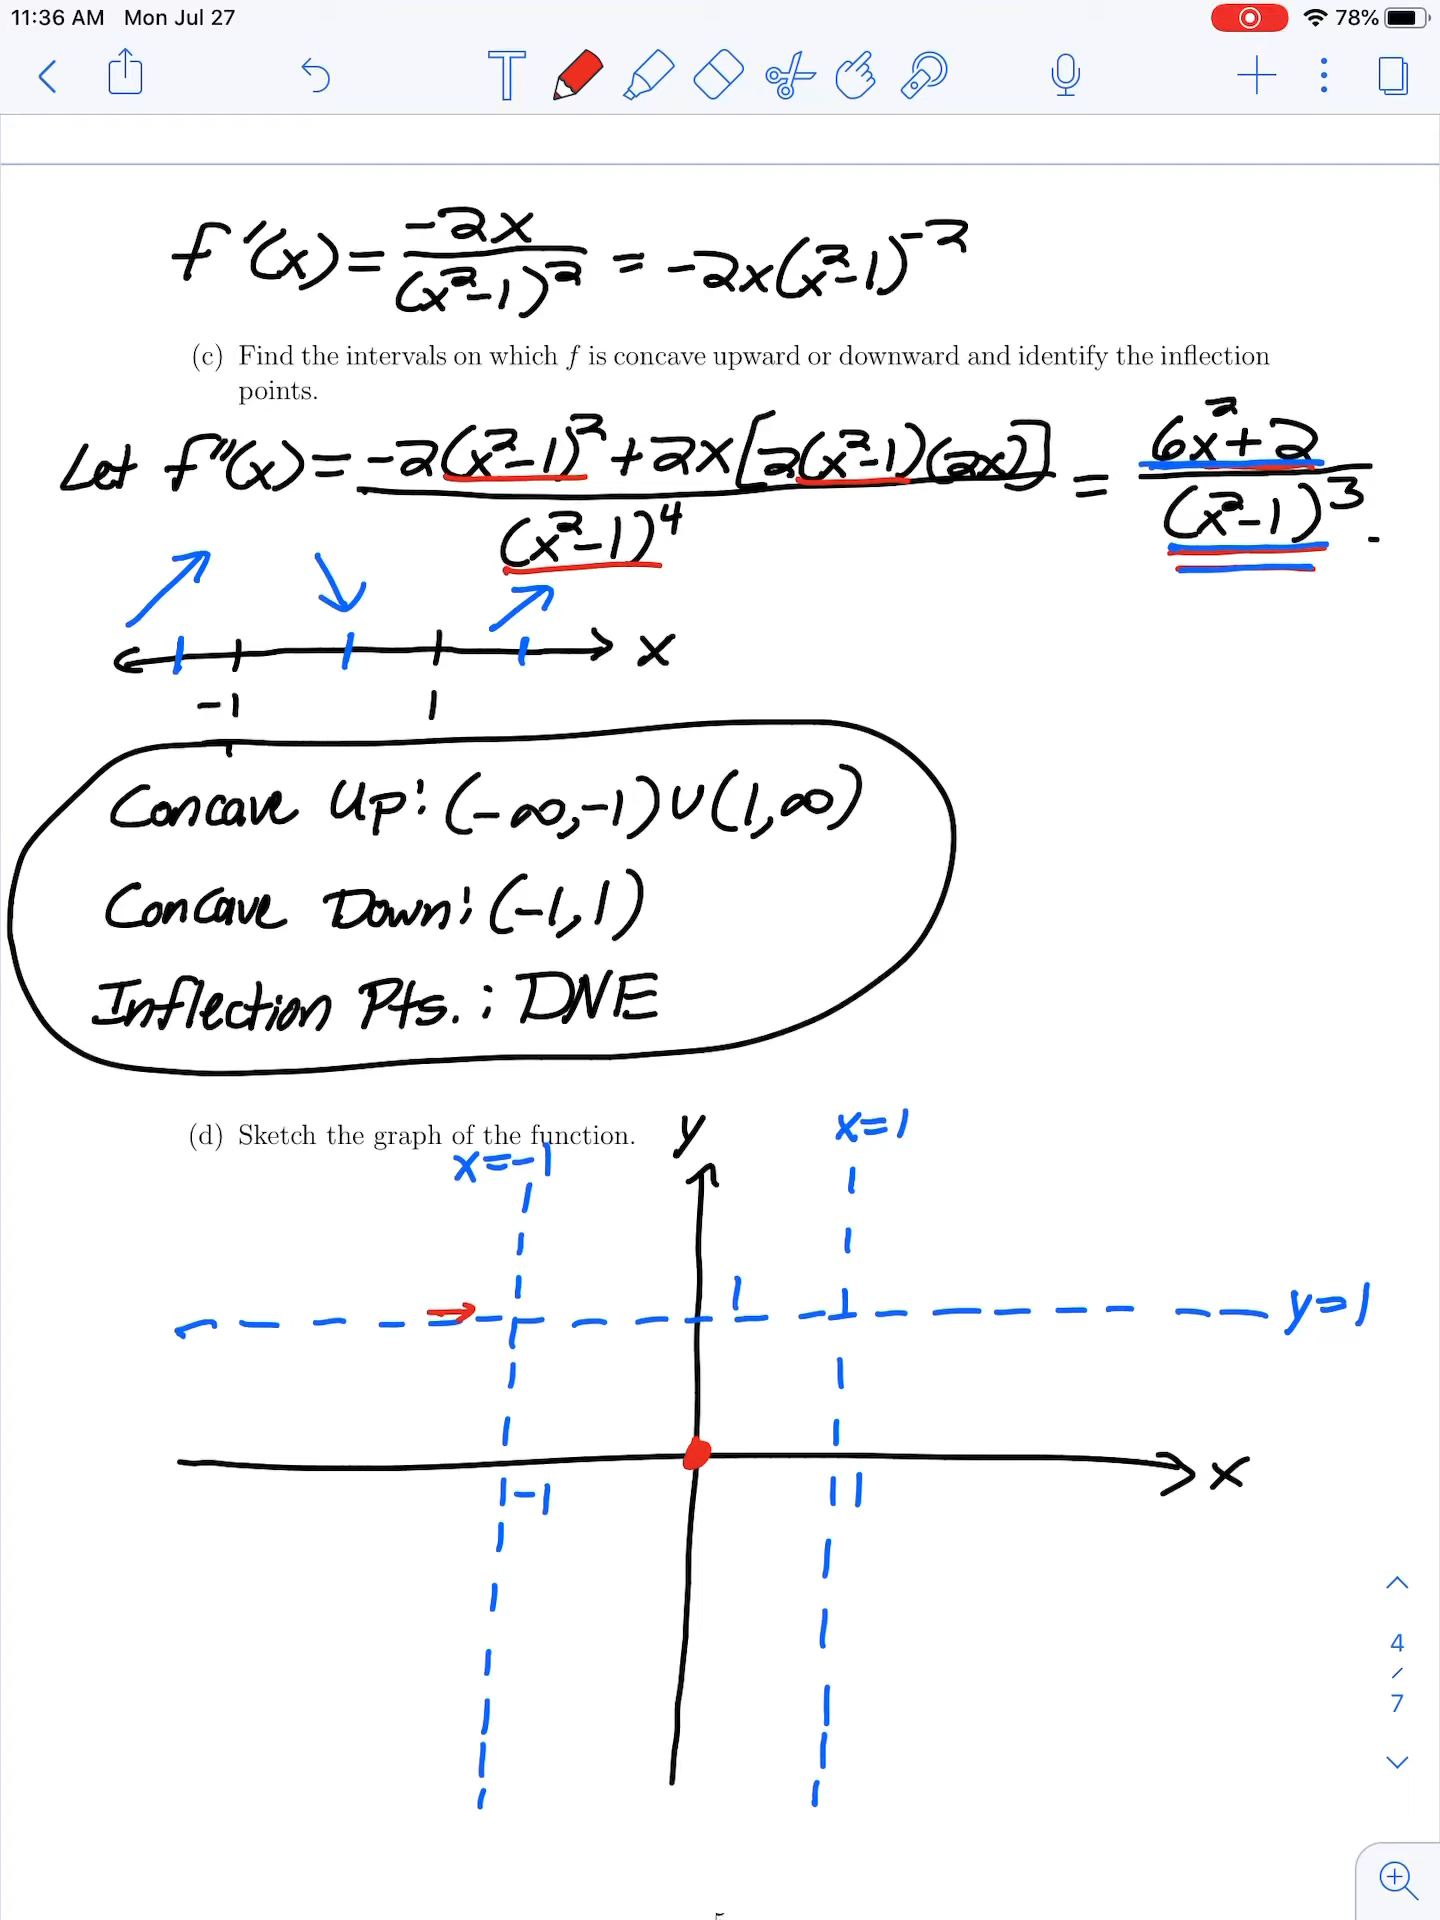 11:36 AM Mon Jul 27 78%
f'(x) = -2x/(x²-1)² = -2x(x²-1)⁻²
(c) Find the intervals on which f is concave upward or downward and identify the inflection
points.
Let f''(x) = -2(x²-1)² + 2x[2(x²-1)(2x)]/(x²-1)⁴ = 6x²+2/(x²-1)³.
x
-1 1
Concave Up: (-∞,-1)∪(1,∞)
Concave Down: (-1,1)
Inflection Pts.: DNE
(d) Sketch the graph of the function.
y
x=1
x=-1
1
y=1
x
-1 1
4
/
7